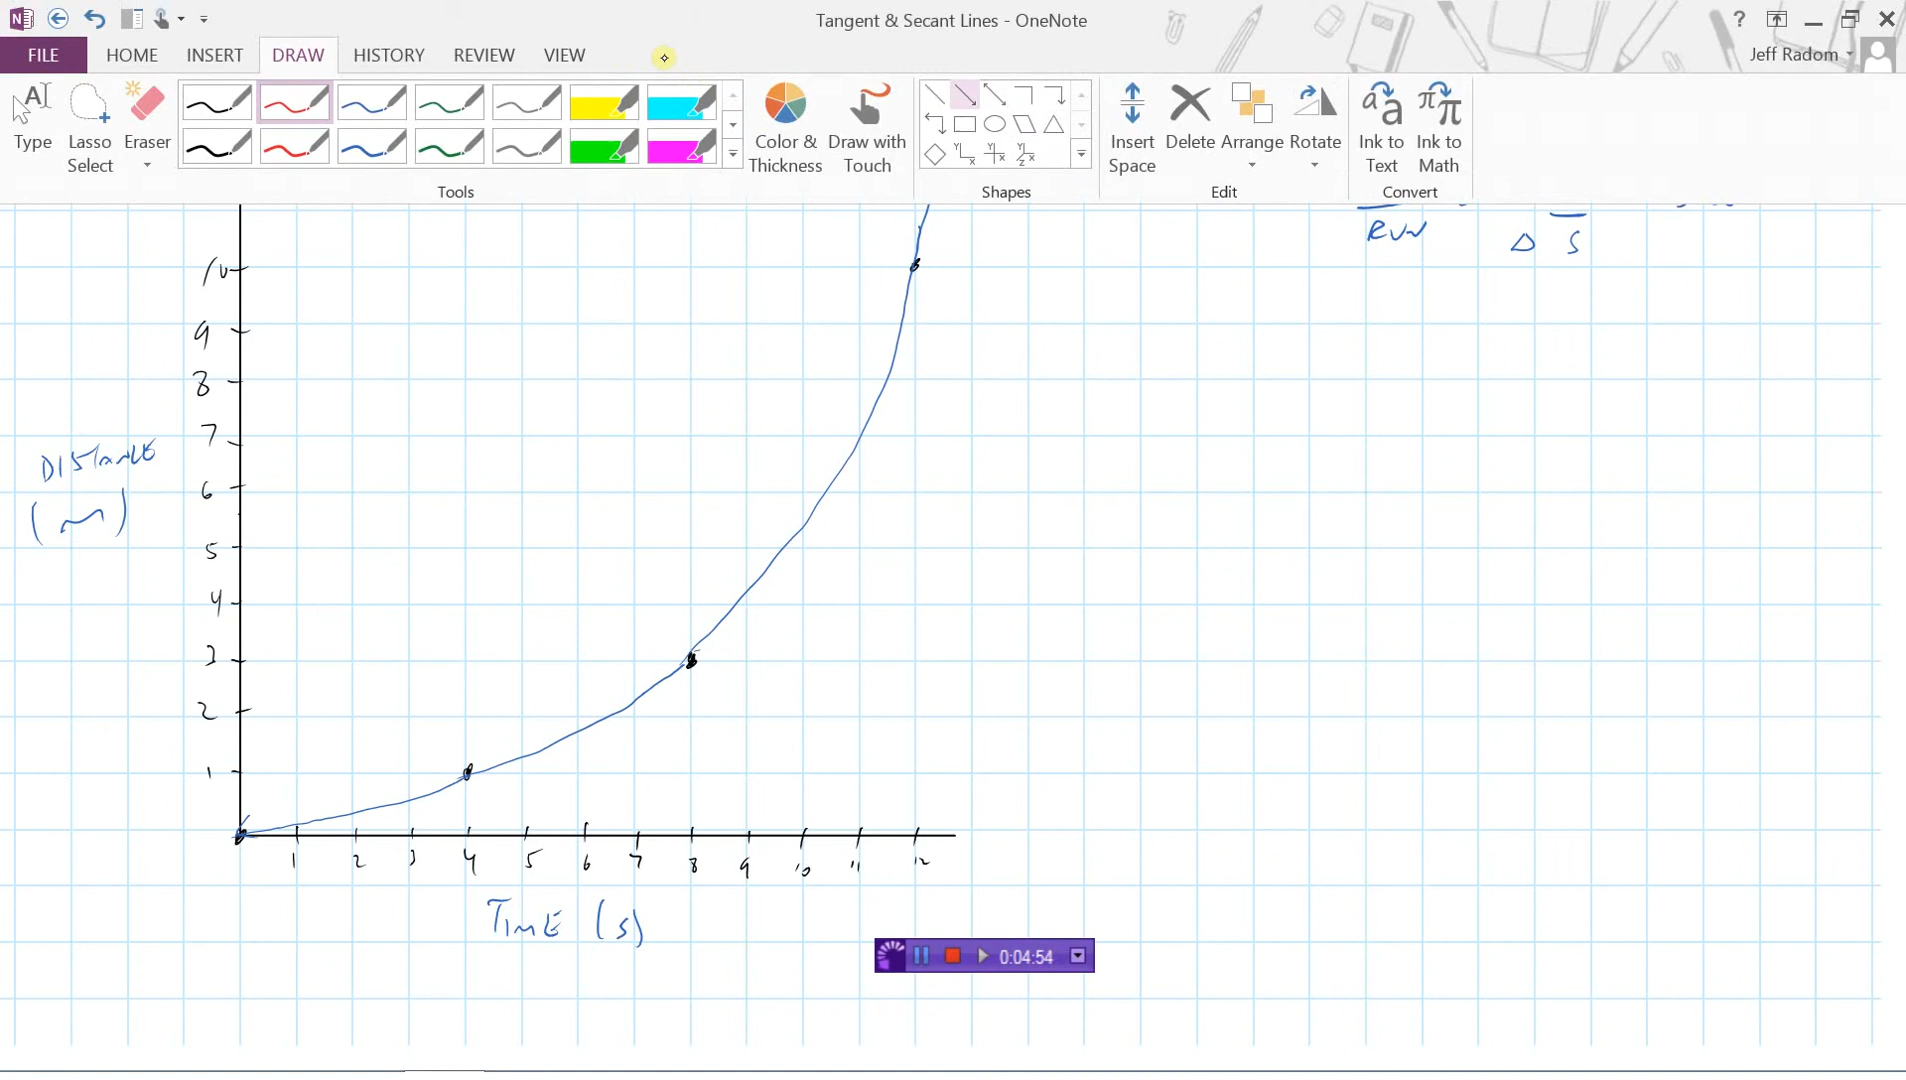 Tangent & Secant Lines - OneNote
?
FILE HOME INSERT DRAW HISTORY REVIEW VIEW
Jeff Radom
Type
Lasso Select
Eraser
Color & Thickness
Draw with Touch
Insert Space
Delete
Arrange
Rotate
Ink to Text
Ink to Math
Tools
Shapes
Edit
Convert
RUN
Δ S
10
9
8
7
DISTANCE
6
(m)
5
4
3
2
1
1 2 3 4 5 6 7 8 9 10 11 12
TIME (s)
0:04:54